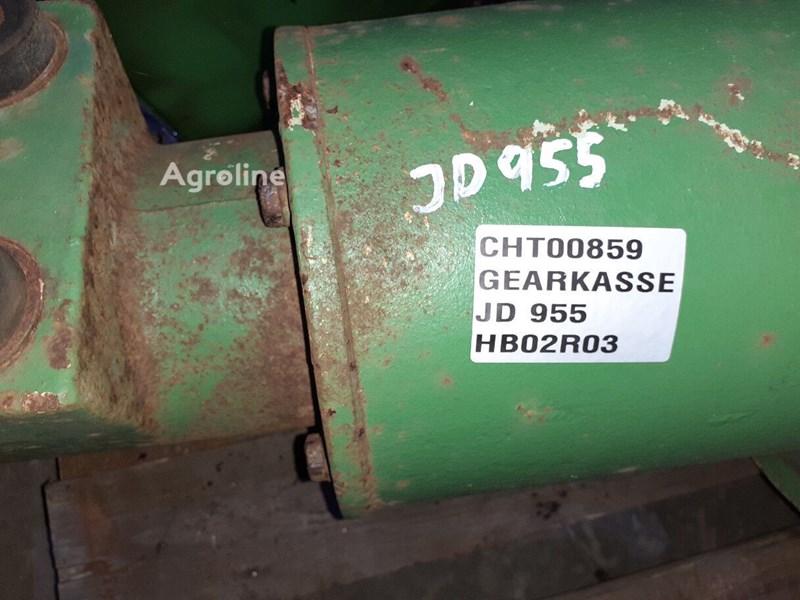 Agroline
JD955
CHT00859
GEARKASSE
JD 955
HB02R03